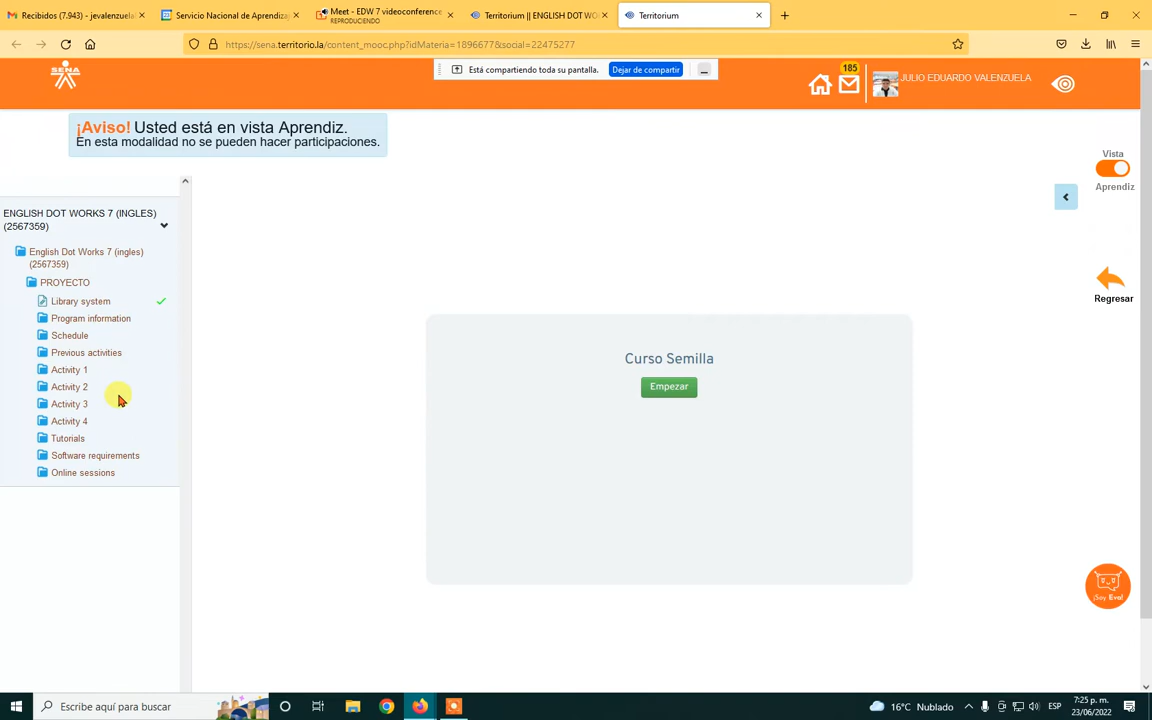 Recibidos (7.943) - jevalenzuela
Servicio Nacional de Aprendizaj
Meet - EDW 7 videoconferenc
REPRODUCIENDO
Territorium || ENGLISH DOT WO
Territorium
https://sena.territorio.la/content_mooc.php?idMateria=1896677&social=22475277
SENA
Está compartiendo toda su pantalla.
Dejar de compartir
185
JULIO EDUARDO VALENZUELA
¡Aviso! Usted está en vista Aprendiz.
En esta modalidad no se pueden hacer participaciones.
Vista
Aprendiz
ENGLISH DOT WORKS 7 (INGLES)
(2567359)
English Dot Works 7 (ingles)
(2567359)
PROYECTO
Library system
Program information
Schedule
Previous activities
Activity 1
Activity 2
Activity 3
Activity 4
Tutorials
Software requirements
Online sessions
Regresar
Curso Semilla
Empezar
¡Soy Eva!
Escribe aquí para buscar
16°C Nublado
ESP
7:25 p. m.
23/06/2022